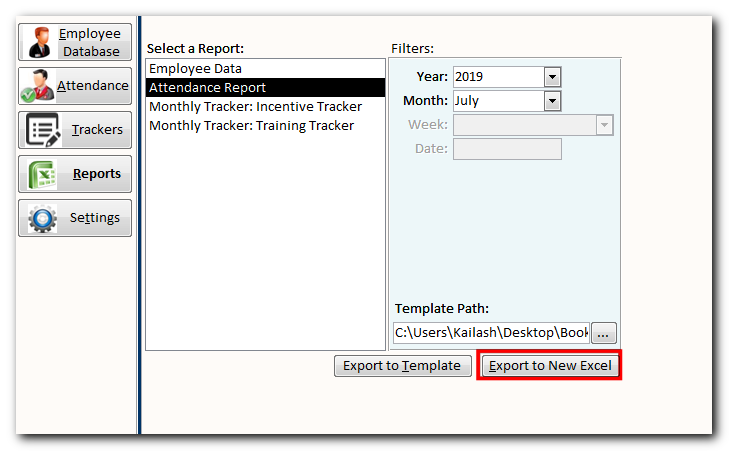 Employee
Database
Attendance
Trackers
Reports
Settings
Select a Report:
Employee Data
Attendance Report
Monthly Tracker: Incentive Tracker
Monthly Tracker: Training Tracker
Filters:
Year: 2019
Month: July
Week:
Date:
Template Path:
C:\Users\Kailash\Desktop\Book ...
Export to Template Export to New Excel